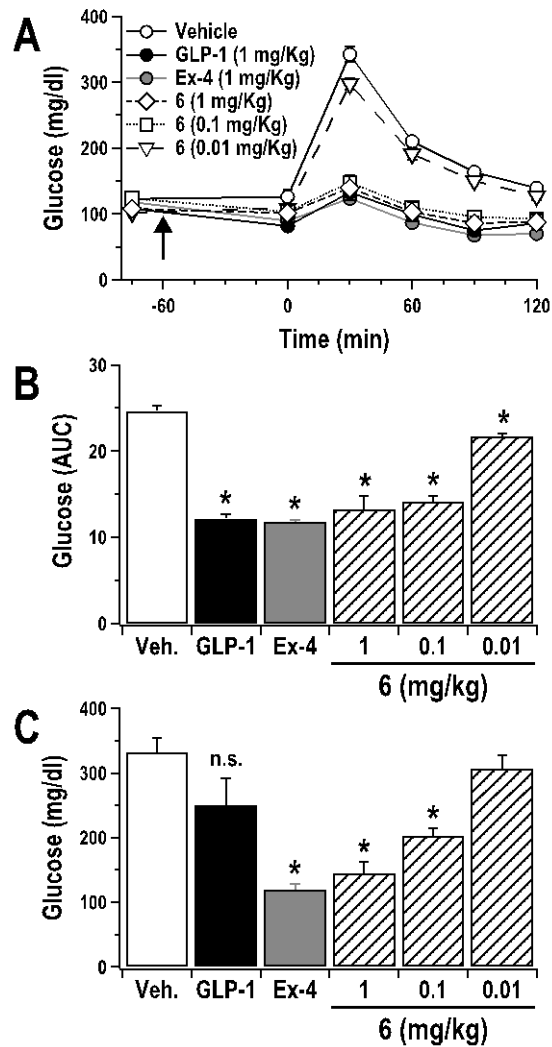 A
Glucose (mg/dl)
400
300
200
100
0
Vehicle
GLP-1 (1 mg/Kg)
Ex-4 (1 mg/Kg)
6 (1 mg/Kg)
6 (0.1 mg/Kg)
6 (0.01 mg/Kg)
-60 0 60 120
Time (min)
B
Glucose (AUC)
30
20
10
0
* * * * *
Veh. GLP-1 Ex-4 1 0.1 0.01
6 (mg/kg)
C
Glucose (mg/dl)
400
300
200
100
0
n.s.
* * *
Veh. GLP-1 Ex-4 1 0.1 0.01
6 (mg/kg)